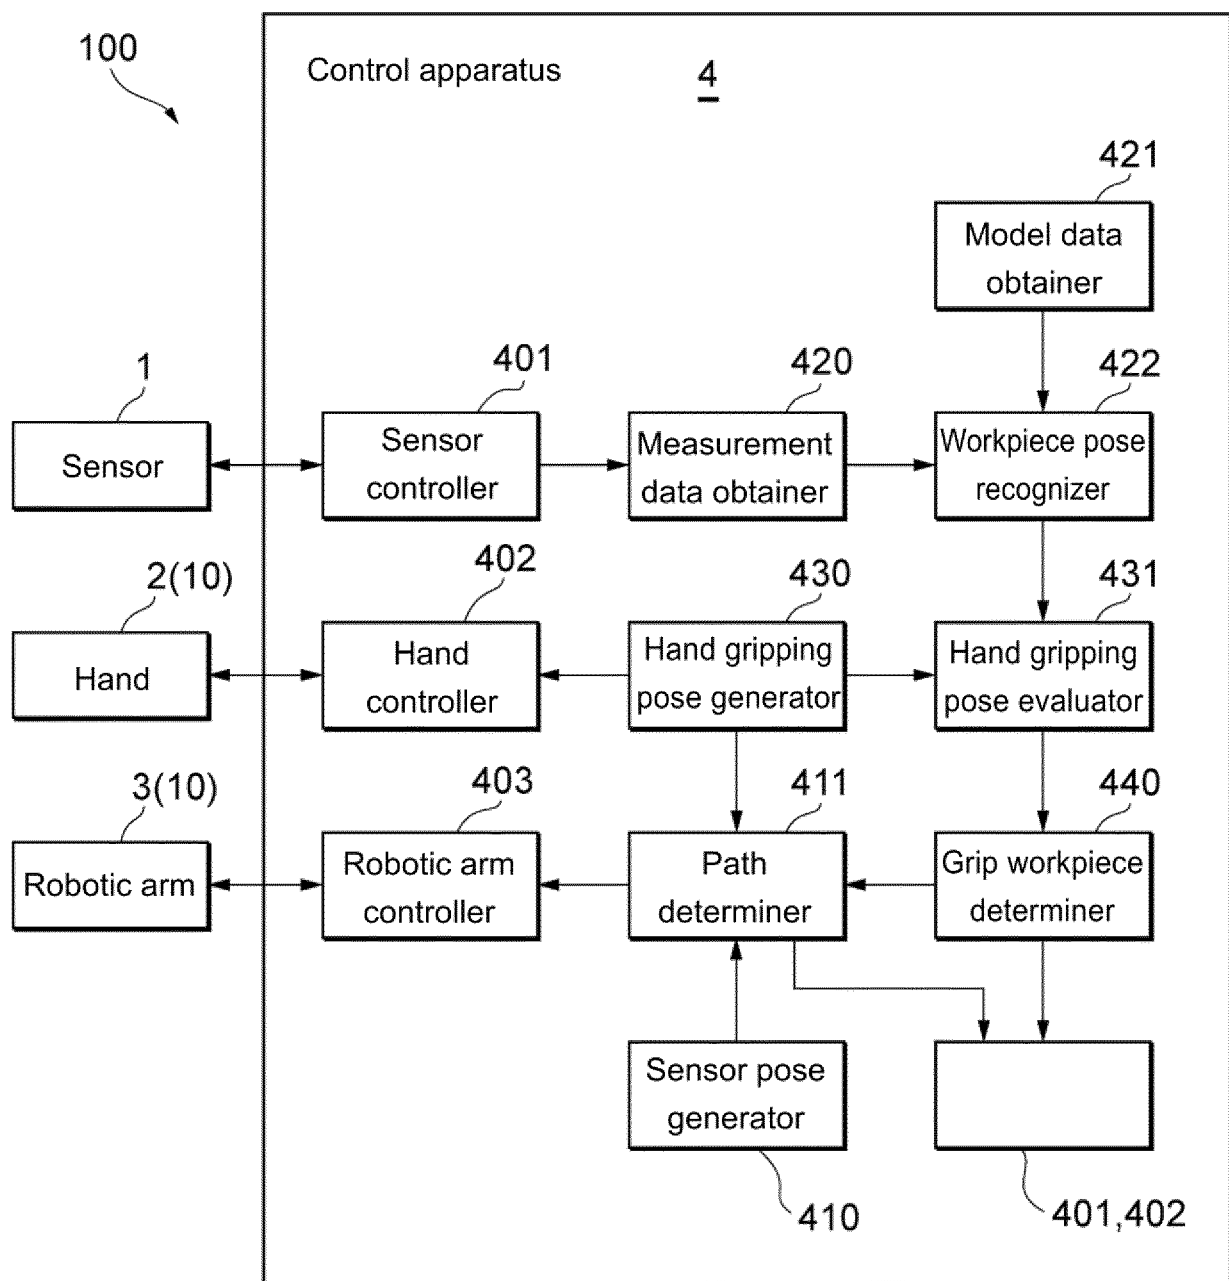 100
Control apparatus
4
421
Model data
obtainer
1
401
420
422
Sensor
Sensor
controller
Measurement
data obtainer
Workpiece pose
recognizer
2(10)
402
430
431
Hand
Hand
controller
Hand gripping
pose generator
Hand gripping
pose evaluator
3(10)
403
411
440
Robotic arm
Robotic arm
controller
Path
determiner
Grip workpiece
determiner
Sensor pose
generator
410
401,402